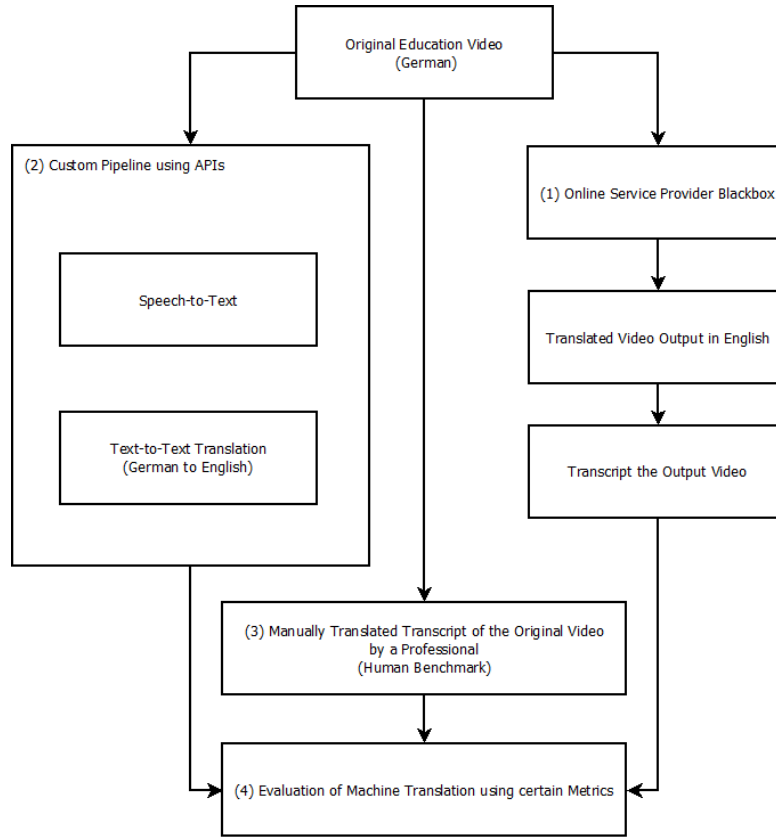 Original Education Video
(German)
(2) Custom Pipeline using APIs
Speech-to-Text
Text-to-Text Translation
(German to English)
(1) Online Service Provider Blackbox
Translated Video Output in English
Transcript the Output Video
(3) Manually Translated Transcript of the Original Video
by a Professional
(Human Benchmark)
(4) Evaluation of Machine Translation using certain Metrics